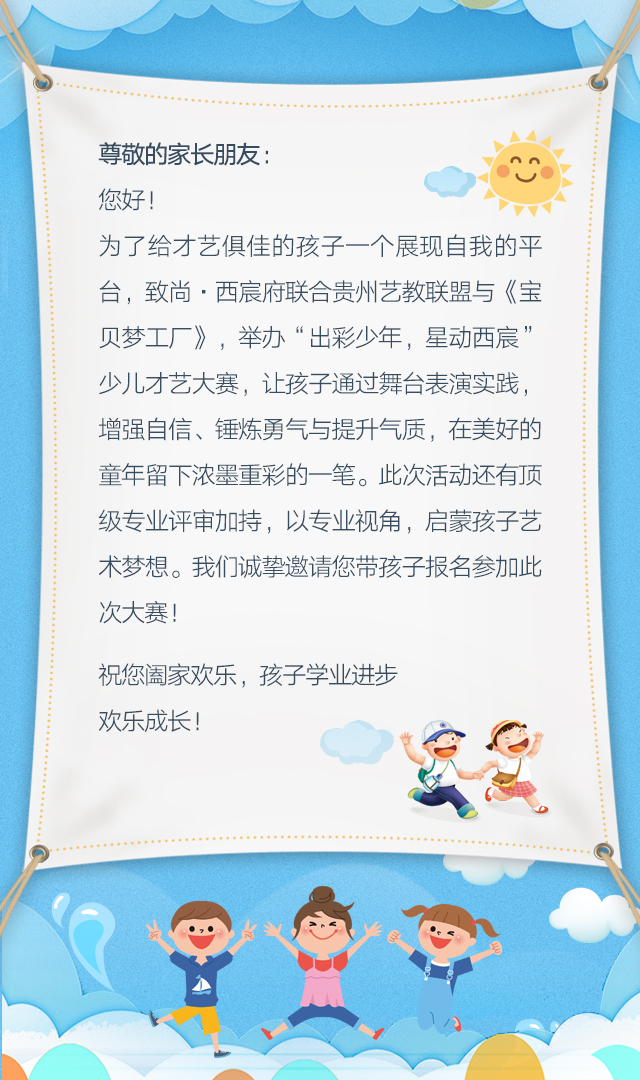 尊敬的家长朋友：
您好！
为了给才艺俱佳的孩子一个展现自我的平
台，致尚·西宸府联合贵州艺教联盟与《宝
贝梦工厂》，举办“出彩少年，星动西宸”
少儿才艺大赛，让孩子通过舞台表演实践，
增强自信、锤炼勇气与提升气质，在美好的
童年留下浓墨重彩的一笔。此次活动还有顶
级专业评审加持，以专业视角，启蒙孩子艺
术梦想。我们诚挚邀请您带孩子报名参加此
次大赛！
祝您阖家欢乐，孩子学业进步
欢乐成长！